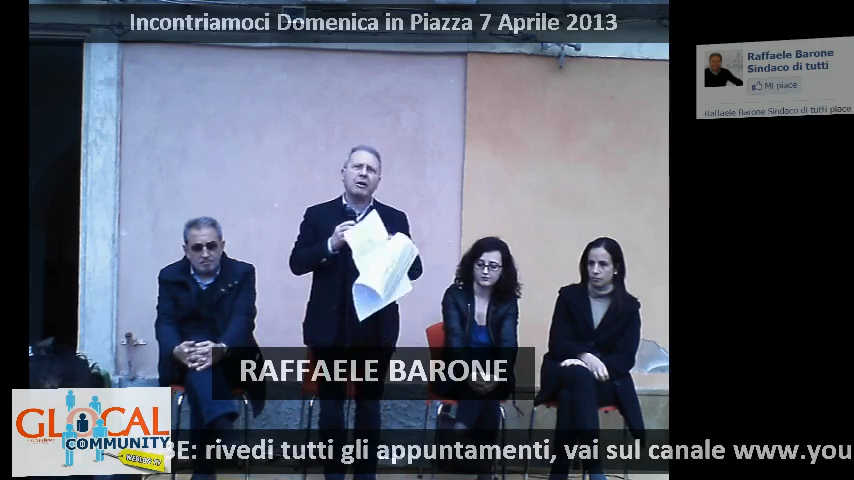 Incontriamoci Domenica in Piazza 7 Aprile 2013
Raffaele Barone
Sindaco di tutti
Mi piace
Raffaele Barone Sindaco di tutti piace
RAFFAELE BARONE
GLOCAL
COMMUNITY
BE: rivedi tutti gli appuntamenti, vai sul canale www.you